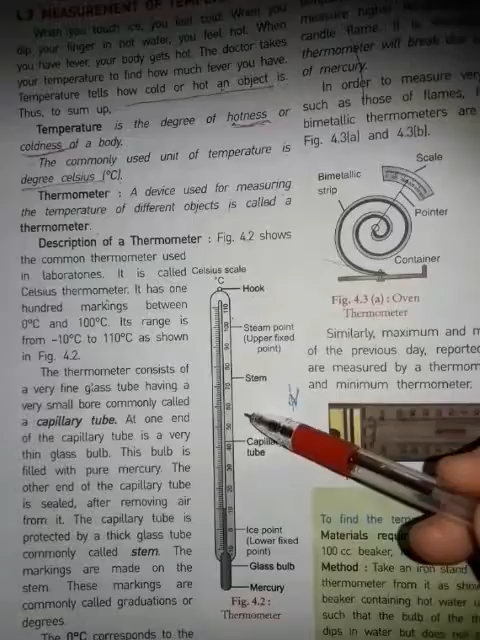 4.2 MEASUREMENT OF
When you touch ice, you feel cold. When you
dip your finger in hot water, you feel hot. When
you have fever, your body gets hot. The doctor takes
your temperature to find how much fever you have.
Temperature tells how cold or hot an object is.
Thus, to sum up,
Temperature is the degree of hotness or
coldness of a body.
The commonly used unit of temperature is
degree celsius (°C).
Thermometer : A device used for measuring
the temperature of different objects is called a
thermometer.
Description of a Thermometer : Fig. 4.2 shows
the common thermometer used
in laboratories. It is called
Celsius thermometer. It has one
hundred markings between
0°C and 100°C. Its range is
from –10°C to 110°C as shown
in Fig. 4.2.
The thermometer consists of
a very fine glass tube having a
very small bore commonly called
a capillary tube. At one end
of the capillary tube is a very
thin glass bulb. This bulb is
filled with pure mercury. The
other end of the capillary tube
is sealed, after removing air
from it. The capillary tube is
protected by a thick glass tube
commonly called stem. The
markings are made on the
stem. These markings are
commonly called graduations or
degrees.
The 0°C corresponds to the
Celsius scale
°C
Hook
Steam point
(Upper fixed
point)
Stem
Capilla
tube
Ice point
(Lower fixed
point)
Glass bulb
Mercury
Fig. 4.2 :
Thermometer
measure higher
candle flame. It is
thermometer will break
of mercury.
In order to measure very
such as those of flames,
bimetallic thermometers are
Fig. 4.3(a) and 4.3(b).
Scale
Bimetallic
strip
Pointer
Container
Fig. 4.3 (a) : Oven
Thermometer
Similarly, maximum and m
of the previous day, reported
are measured by a thermom
and minimum thermometer.
To find the tem
Materials requi
100 cc beaker,
Method : Take an iron stand
thermometer from it as show
beaker containing hot water
such that the bulb of the th
dips in water but does